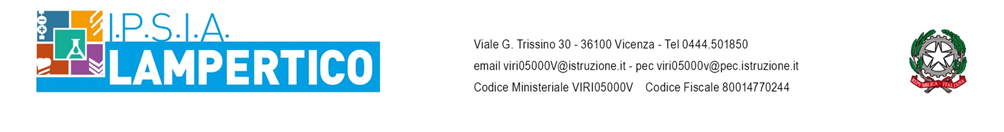 I.P.S.I.A.
LAMPERTICO
Viale G. Trissino 30 - 36100 Vicenza - Tel 0444.501850
email viri05000V@istruzione.it - pec viri05000v@pec.istruzione.it
Codice Ministeriale VIRI05000V Codice Fiscale 80014770244